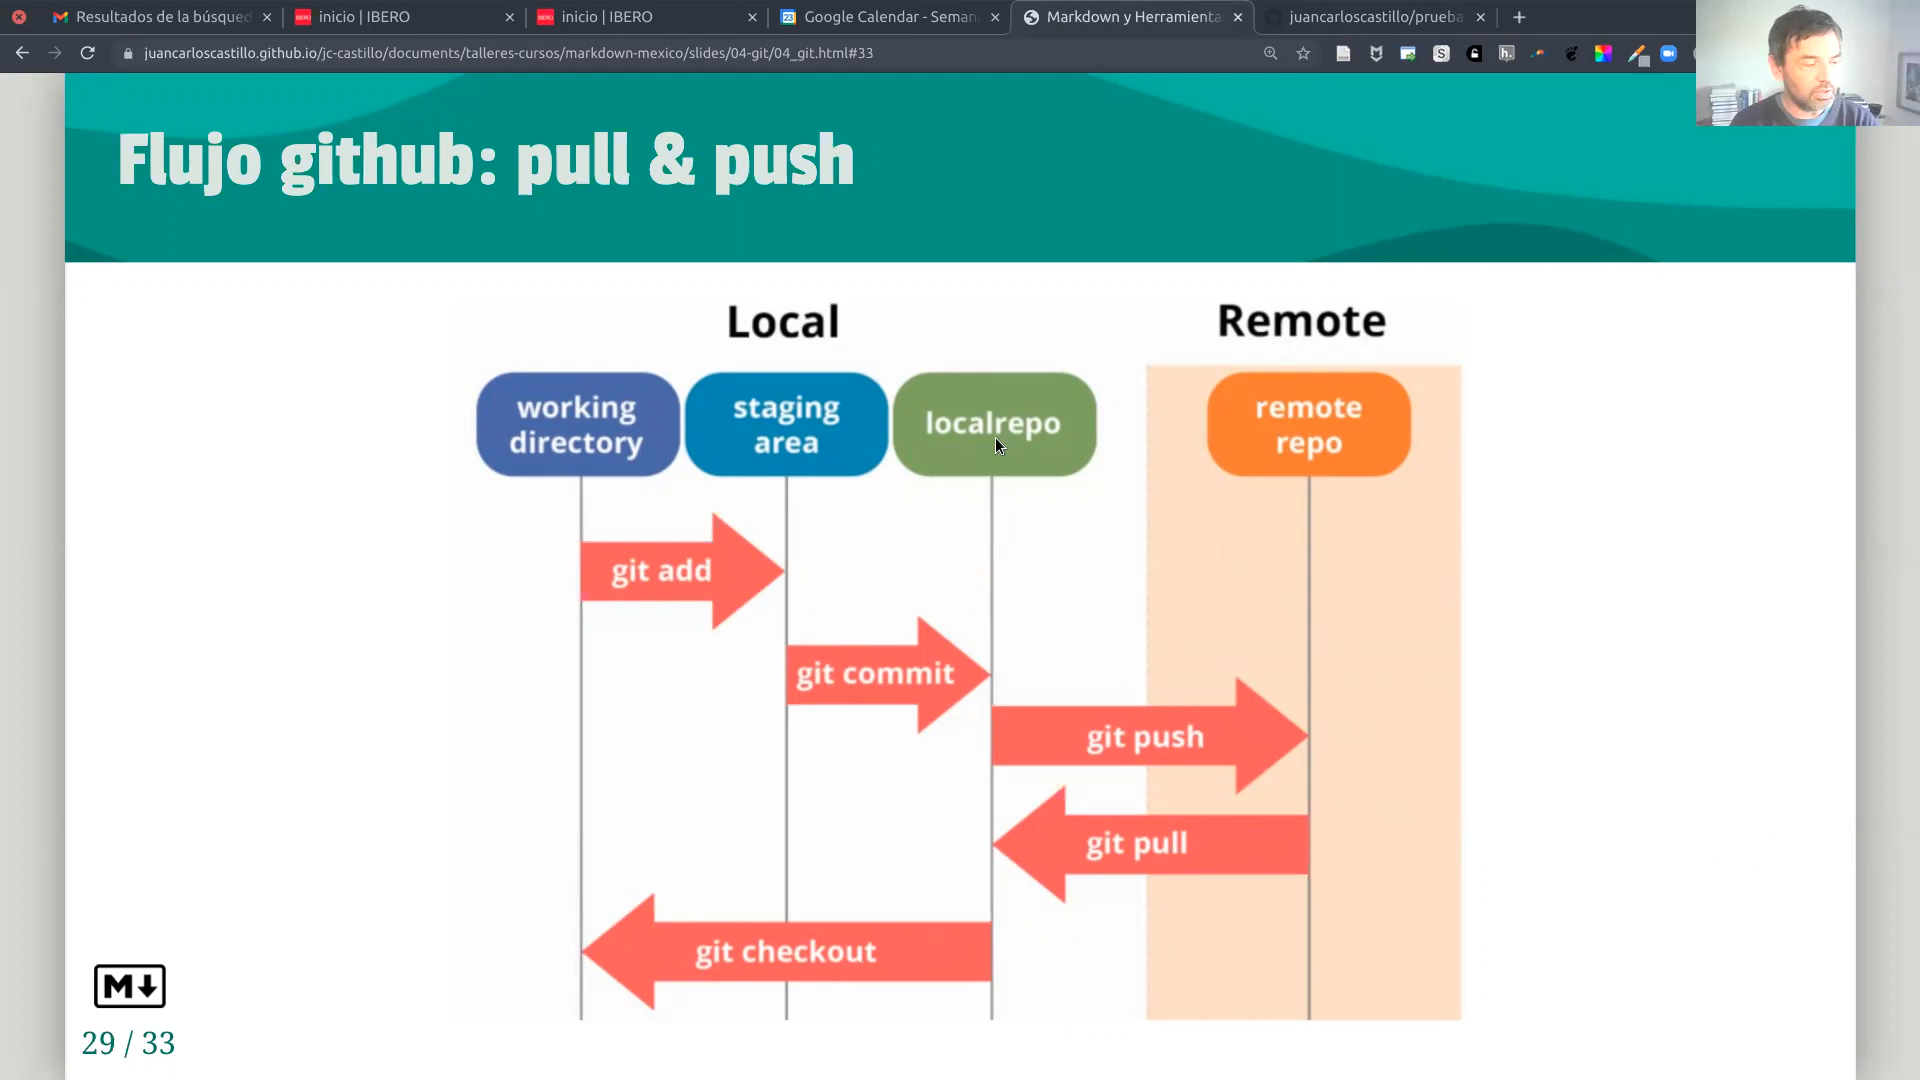 Resultados de la búsqued
inicio | IBERO
inicio | IBERO
Google Calendar - Seman
Markdown y Herramienta
juancarloscastillo/prueba
juancarloscastillo.github.io/jc-castillo/documents/talleres-cursos/markdown-mexico/slides/04-git/04_git.html#33
Flujo github: pull & push
Local
Remote
working
directory
staging
area
localrepo
remote
repo
git add
git commit
git push
git pull
git checkout
M
29 / 33